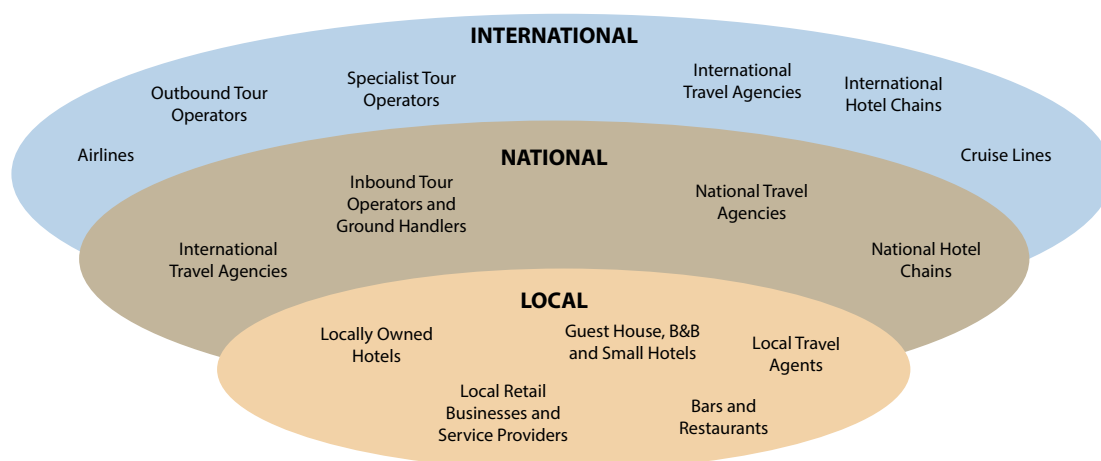 INTERNATIONAL
Outbound Tour
Operators
Specialist Tour
Operators
International
Travel Agencies
International
Hotel Chains
Airlines
Cruise Lines
NATIONAL
Inbound Tour
Operators and
Ground Handlers
National Travel
Agencies
International
Travel Agencies
National Hotel
Chains
LOCAL
Locally Owned
Hotels
Guest House, B&B
and Small Hotels
Local Travel
Agents
Local Retail
Businesses and
Service Providers
Bars and
Restaurants